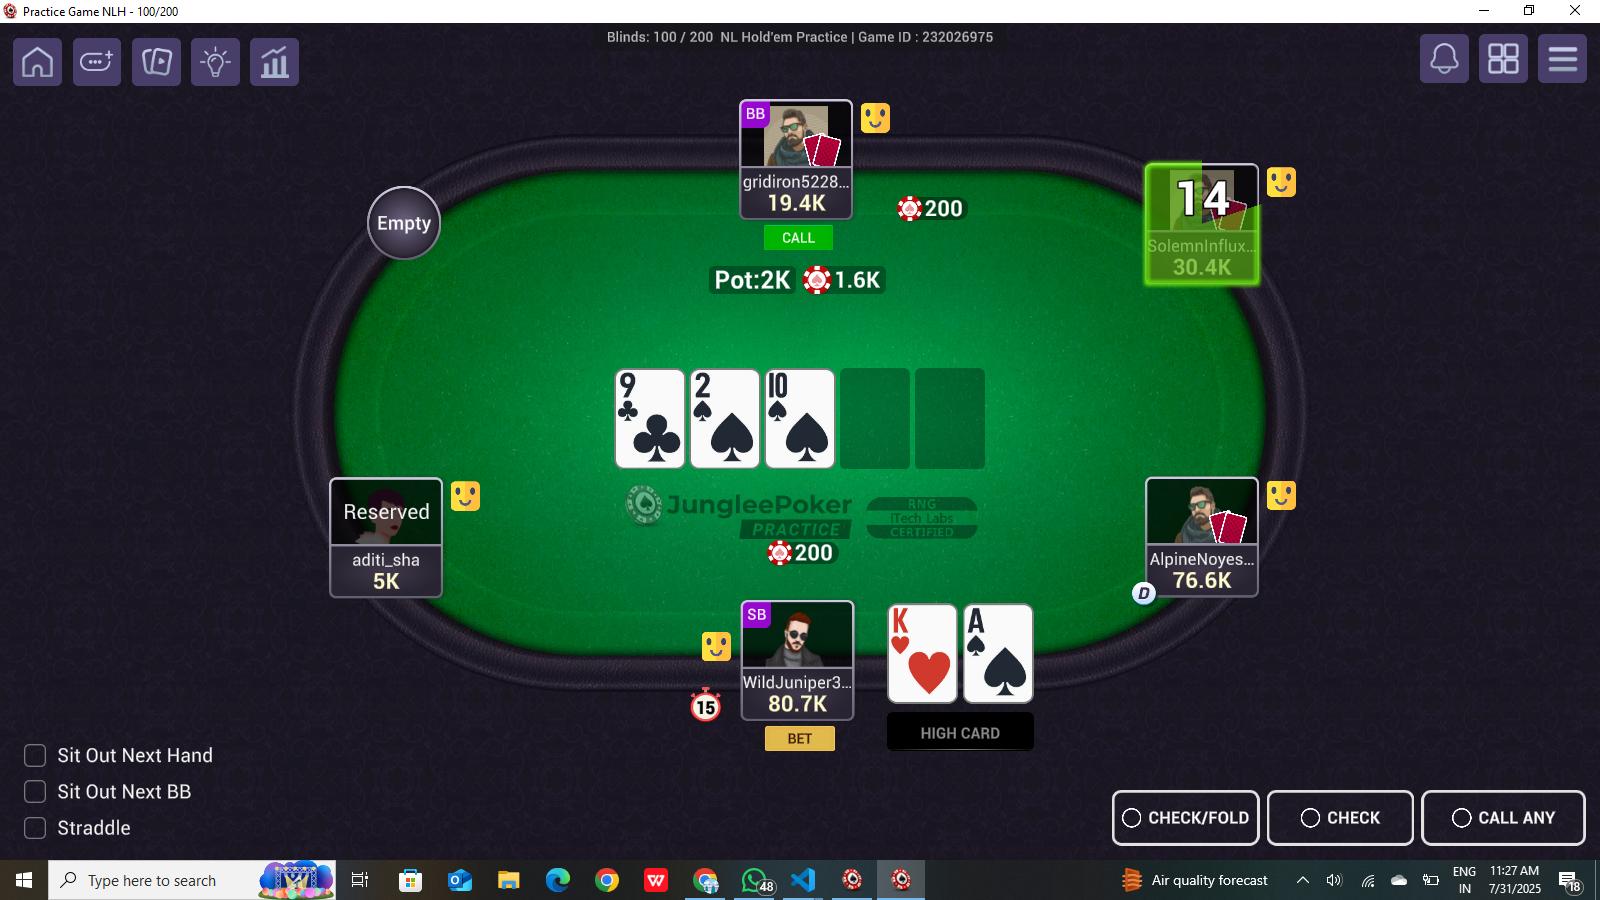 Practice Game NLH - 100/200
Blinds: 100 / 200 NL Hold'em Practice | Game ID : 232026975
BB
gridiron5228...
19.4K
CALL
200
14
SolemnInflux...
30.4K
Empty
Pot:2K
1.6K
9
2
10
JungleePoker
PRACTICE
RNG
iTech Labs
CERTIFIED
200
Reserved
aditi_sha
5K
AlpineNoyes...
76.6K
D
SB
WildJuniper3...
80.7K
15
BET
K
A
HIGH CARD
Sit Out Next Hand
Sit Out Next BB
Straddle
CHECK/FOLD
CHECK
CALL ANY
Type here to search
48
Air quality forecast
ENG
IN
11:27 AM
7/31/2025
18